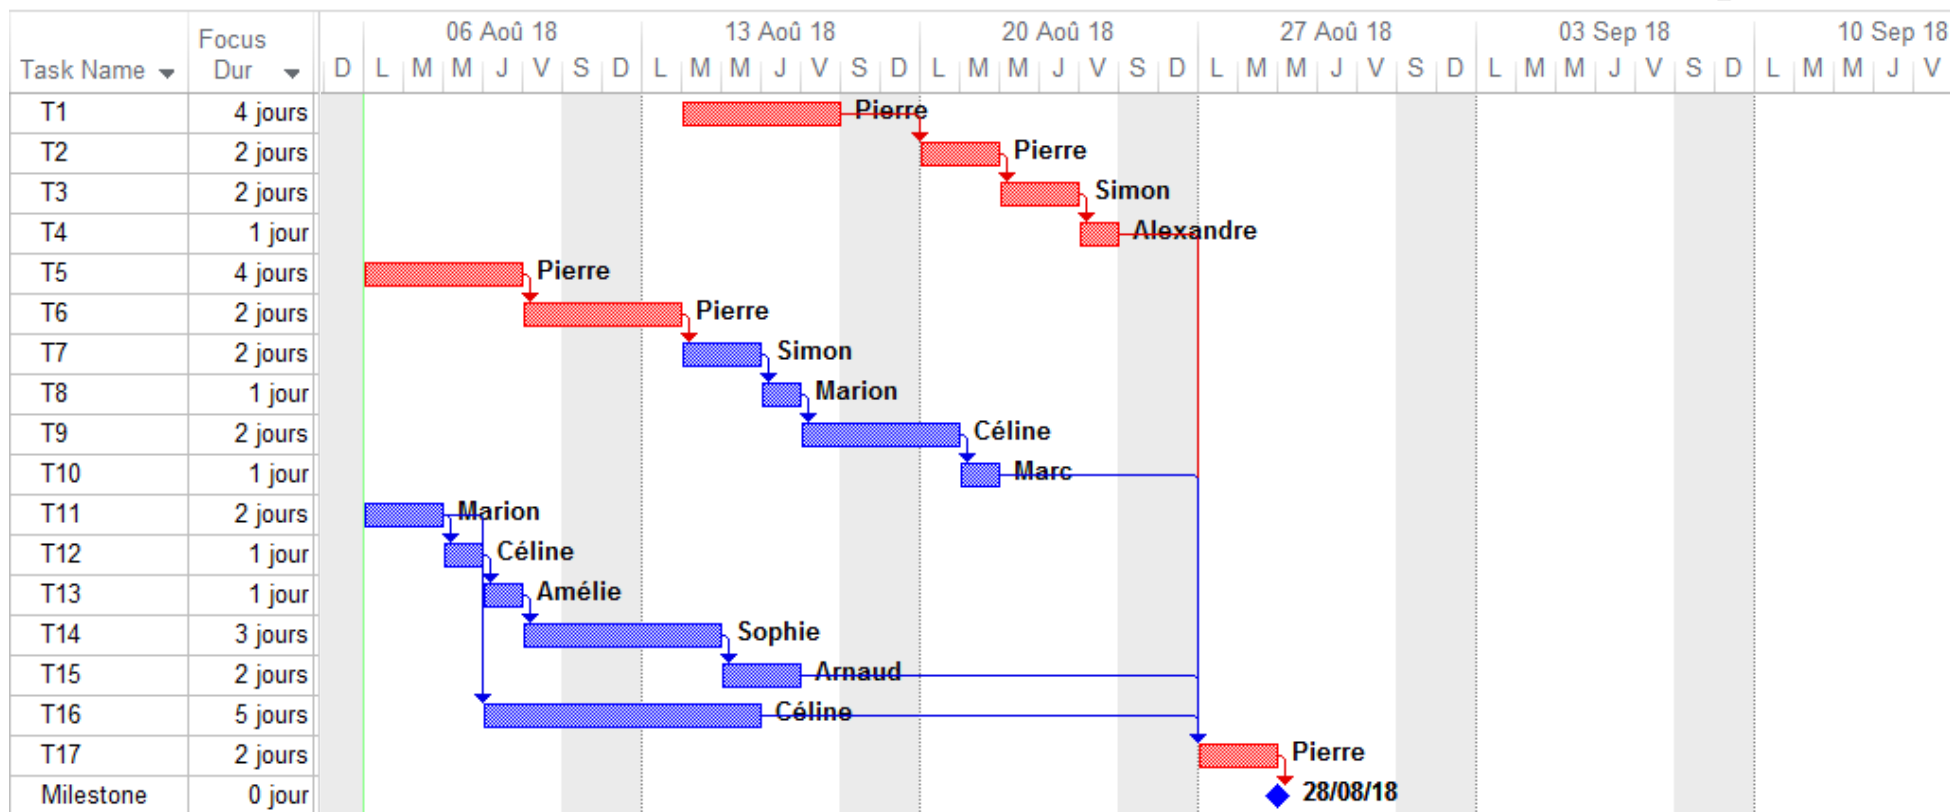 06 Aoû 18 13 Aoû 18 20 Aoû 18 27 Aoû 18 03 Sep 18 10 Sep 18
Task Name Focus Dur D L M M J V S D L M M J V S D L M M J V S D L M M J V S D L M M J V S D L M M J V
T1 4 jours Pierre
T2 2 jours Pierre
T3 2 jours Simon
T4 1 jour Alexandre
T5 4 jours Pierre
T6 2 jours Pierre
T7 2 jours Simon
T8 1 jour Marion
T9 2 jours Céline
T10 1 jour Marc
T11 2 jours Marion
T12 1 jour Céline
T13 1 jour Amélie
T14 3 jours Sophie
T15 2 jours Arnaud
T16 5 jours Céline
T17 2 jours Pierre
Milestone 0 jour 28/08/18